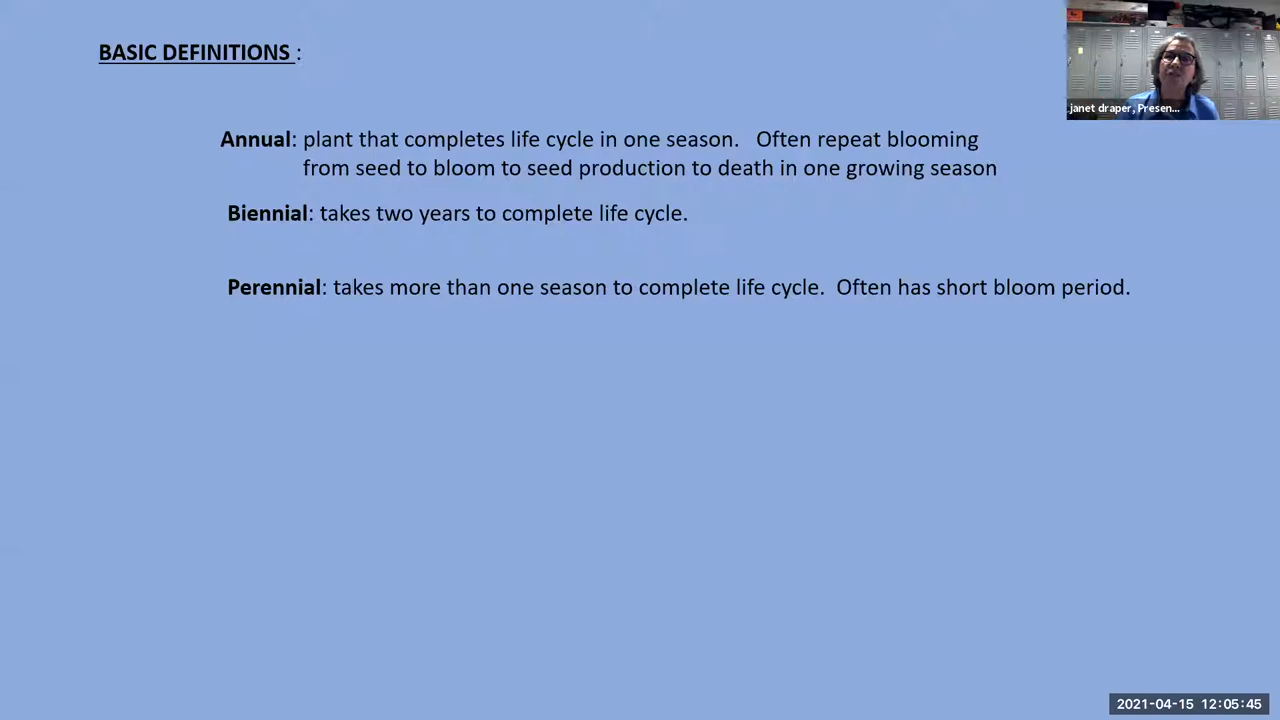 BASIC DEFINITIONS :
janet draper, Presen...
Annual: plant that completes life cycle in one season.   Often repeat blooming
from seed to bloom to seed production to death in one growing season
Biennial: takes two years to complete life cycle.
Perennial: takes more than one season to complete life cycle.  Often has short bloom period.
2021-04-15 12:05:45